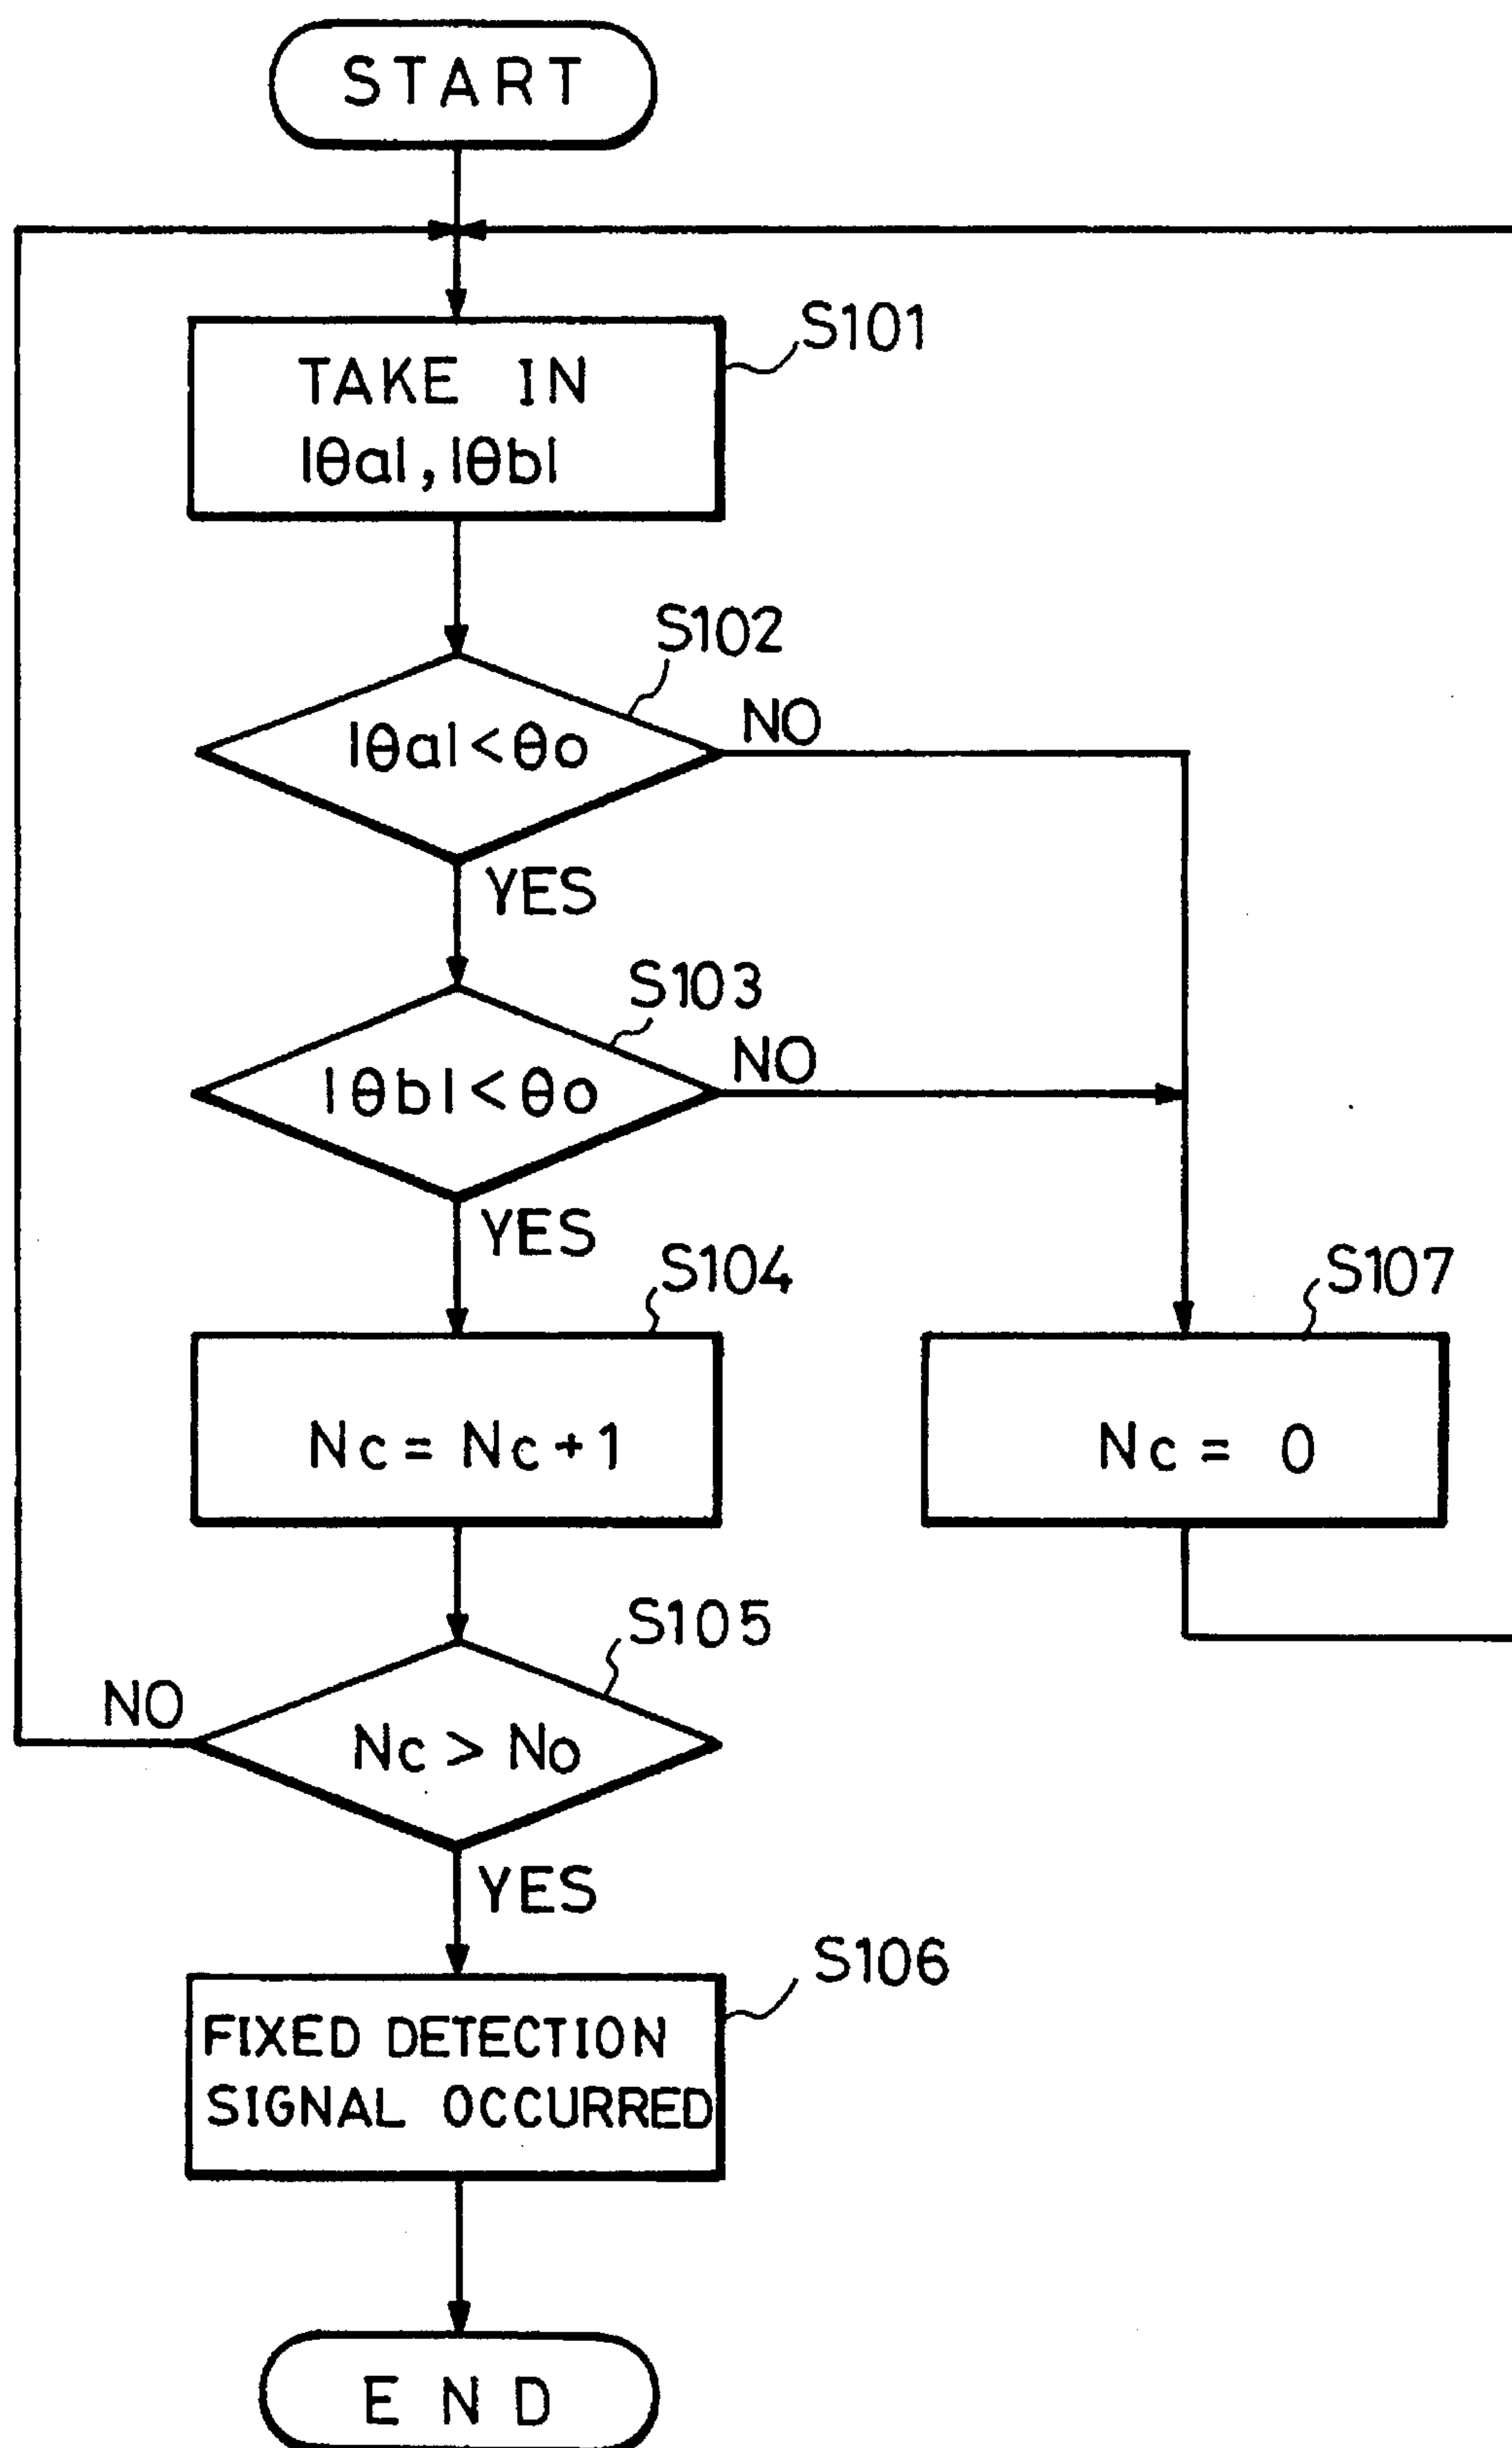 START
S101
TAKE IN
|θa|, |θb|
S102
|θa| < θo
NO
YES
S103
|θb| < θo
NO
YES
S104
Nc = Nc + 1
S107
Nc = 0
S105
NO
Nc > No
YES
S106
FIXED DETECTION
SIGNAL OCCURRED
END